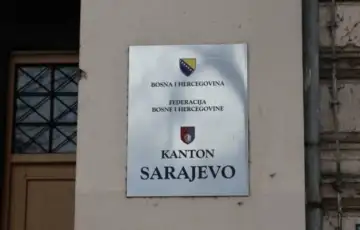 BOSNA I HERCEGOVINA
FEDERACIJA
BOSNE I HERCEGOVINE
KANTON
SARAJEVO